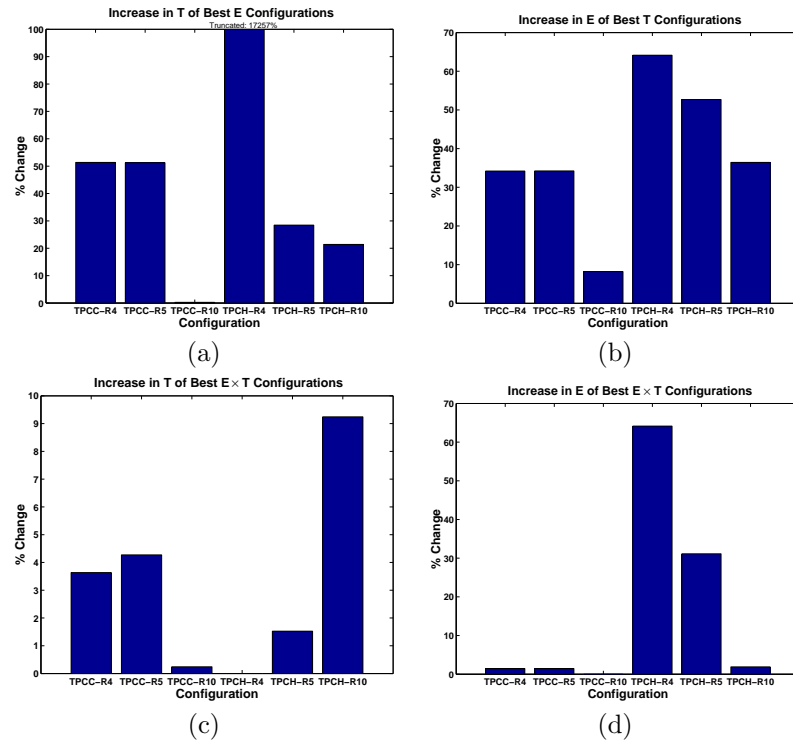 Increase in T of Best E Configurations
Truncated: 17257%
100
90
80
70
60
50
40
30
20
10
0
% Change
TPCC−R4 TPCC−R5 TPCC−R10 TPCH−R4 TPCH−R5 TPCH−R10
Configuration
(a)
Increase in E of Best T Configurations
70
60
50
40
30
20
10
0
% Change
TPCC−R4 TPCC−R5 TPCC−R10 TPCH−R4 TPCH−R5 TPCH−R10
Configuration
(b)
Increase in T of Best E × T Configurations
10
9
8
7
6
5
4
3
2
1
0
% Change
TPCC−R4 TPCC−R5 TPCC−R10 TPCH−R4 TPCH−R5 TPCH−R10
Configuration
(c)
Increase in E of Best E × T Configurations
70
60
50
40
30
20
10
0
% Change
TPCC−R4 TPCC−R5 TPCC−R10 TPCH−R4 TPCH−R5 TPCH−R10
Configuration
(d)